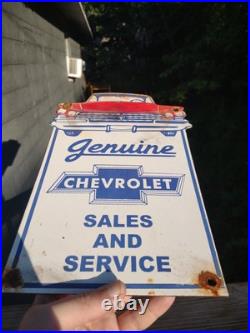 Genuine
CHEVROLET
SALES
AND
SERVICE